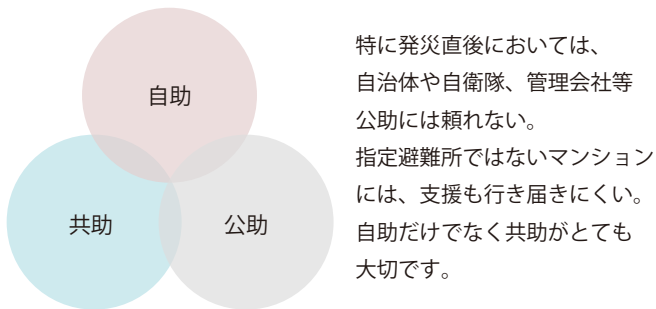 自助
共助
公助
特に発災直後においては、
自治体や自衛隊、管理会社等
公助には頼れない。
指定避難所ではないマンション
には、支援も行き届きにくい。
自助だけでなく共助がとても
大切です。